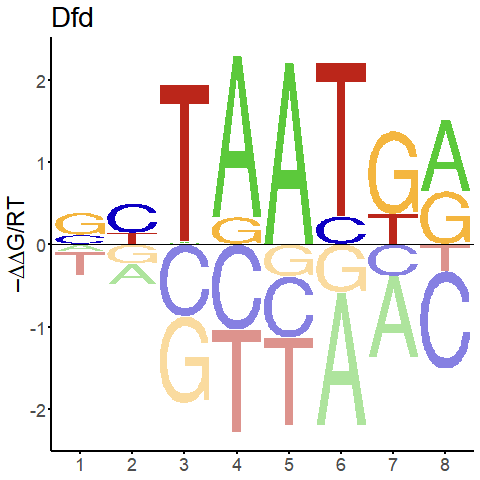 Dfd
−ΔΔG/RT
2
1
0
-1
-2
G C T A A T G A
C T G C T G
A T G A C C G G C T
T A G T T A A C
1 2 3 4 5 6 7 8